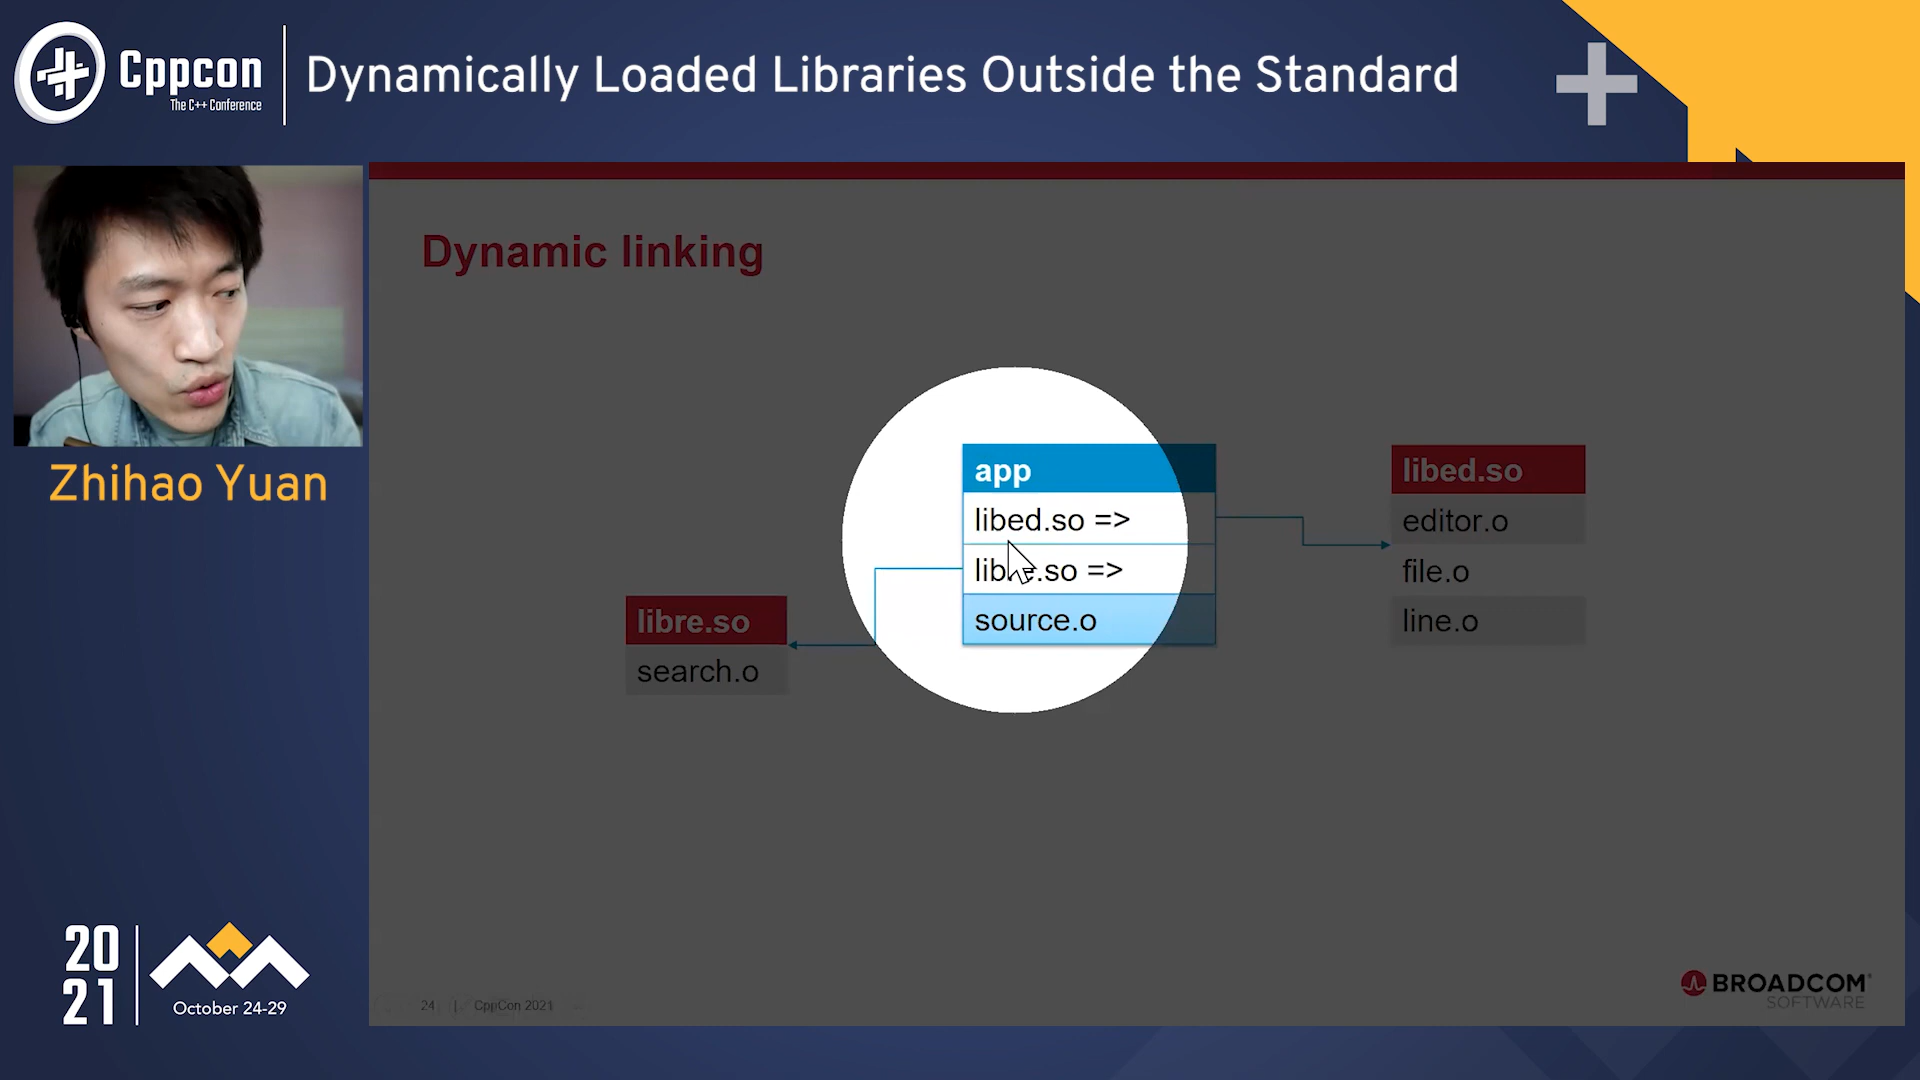 Cppcon
The C++ Conference
Dynamically Loaded Libraries Outside the Standard
Zhihao Yuan
Dynamic linking
app
libed.so =>
libre.so =>
source.o
libed.so
editor.o
file.o
line.o
libre.so
search.o
24 | CppCon 2021
BROADCOM
SOFTWARE
20
21
October 24-29